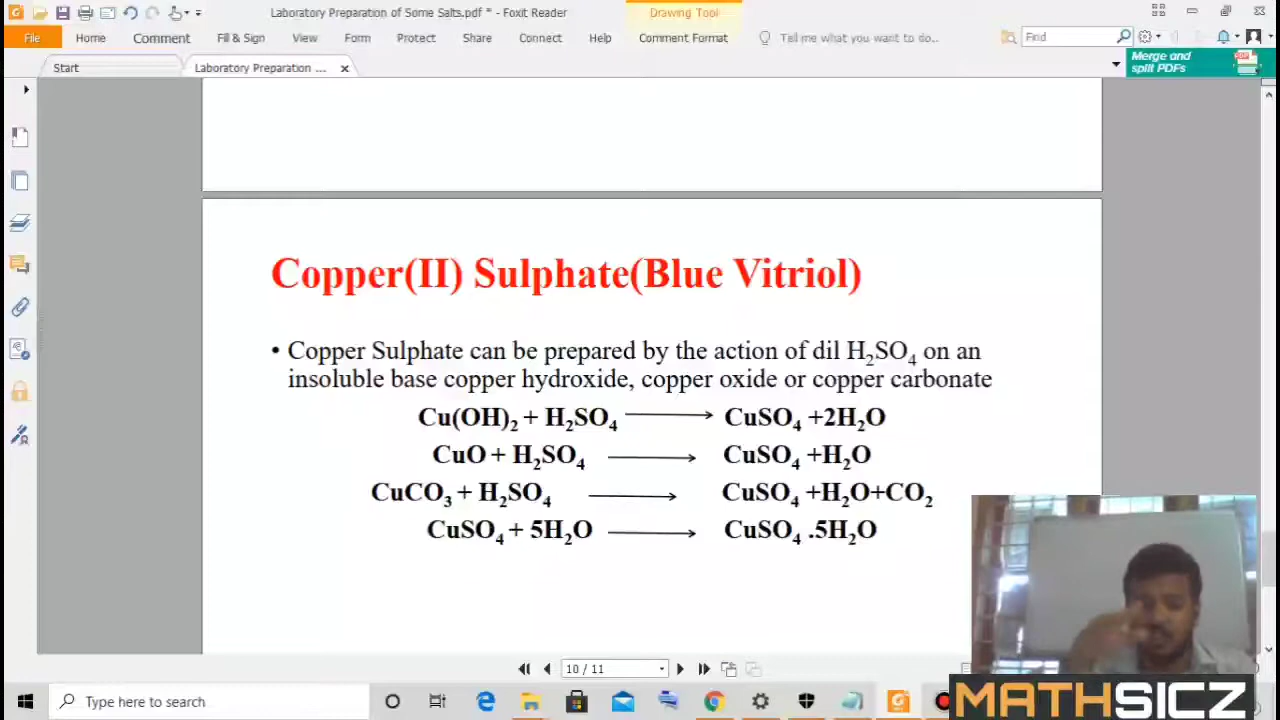 Laboratory Preparation of Some Salts.pdf * - Foxit Reader
Drawing Tool
File Home Comment Fill & Sign View Form Protect Share Connect Help Comment Format Tell me what you want to do.. Find
Start Laboratory Preparation ...
Merge and
split PDFs
Copper(II) Sulphate(Blue Vitriol)
• Copper Sulphate can be prepared by the action of dil H₂SO₄ on an
insoluble base copper hydroxide, copper oxide or copper carbonate
Cu(OH)₂ + H₂SO₄ ⟶ CuSO₄ +2H₂O
CuO + H₂SO₄ ⟶ CuSO₄ +H₂O
CuCO₃ + H₂SO₄ ⟶ CuSO₄ +H₂O+CO₂
CuSO₄ + 5H₂O ⟶ CuSO₄ .5H₂O
10 / 11
Type here to search
MATHSICZ